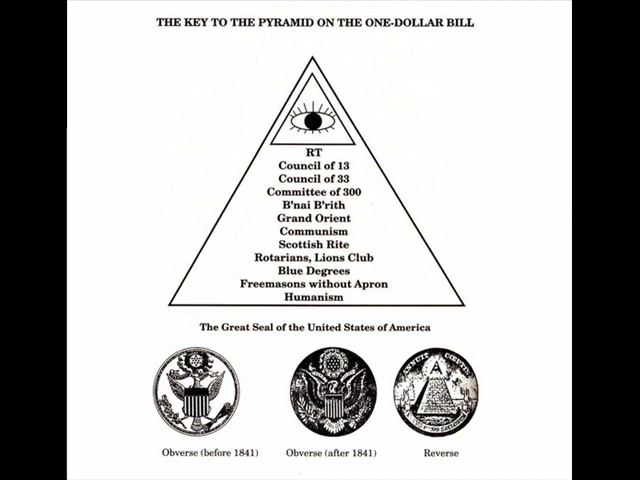 THE KEY TO THE PYRAMID ON THE ONE-DOLLAR BILL
RT
Council of 13
Council of 33
Committee of 300
B'nai B'rith
Grand Orient
Communism
Scottish Rite
Rotarians, Lions Club
Blue Degrees
Freemasons without Apron
Humanism
The Great Seal of the United States of America
ANNUIT CŒPTIS
Obverse (before 1841)
Obverse (after 1841)
Reverse